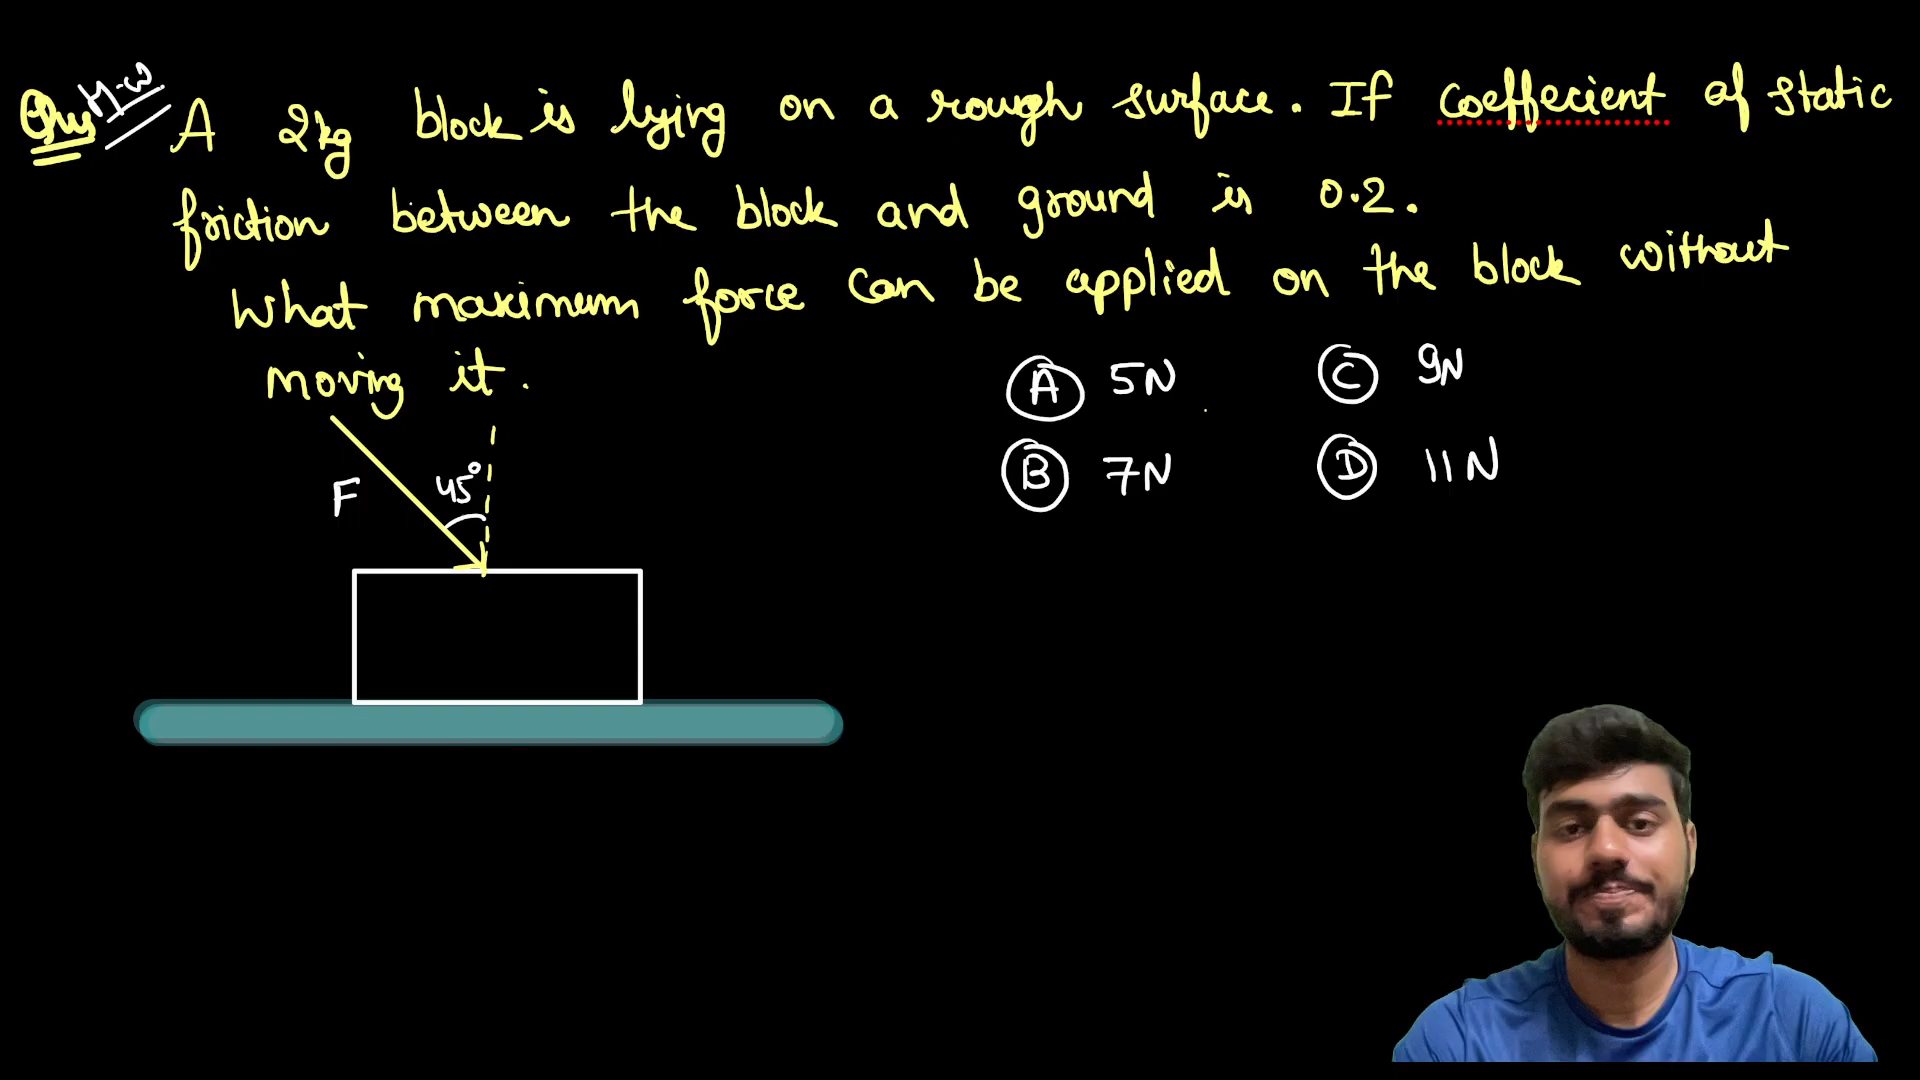 Ques H.W A 2kg block is lying on a rough surface. If coeffecient of static
friction between the block and ground is 0.2.
What maximum force can be applied on the block without
moving it.
A 5N C 9N
B 7N D 11N
F 45°